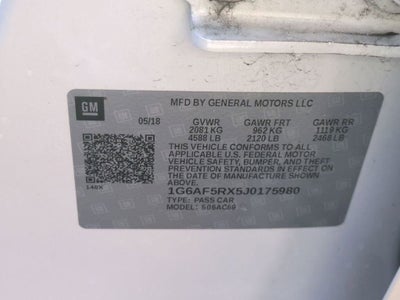 GM
MFD BY GENERAL MOTORS LLC
05/18 GVWR GAWR FRT GAWR RR
2081 KG 962 KG 1119 KG
4588 LB 2120 LB 2468 LB
THIS VEHICLE CONFORMS TO ALL
APPLICABLE U.S. FEDERAL MOTOR
VEHICLE SAFETY, BUMPER, AND THEFT
PREVENTION STANDARDS IN EFFECT ON
THE DATE OF MANUFACTURE SHOWN ABOVE.
1G6AF5RX5J0175980
TYPE: PASS CAR